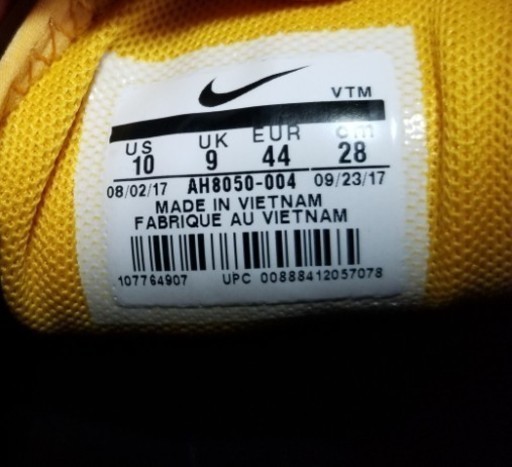 VTM
US UK EUR cm
10 9 44 28
08/02/17 AH8050-004 09/23/17
MADE IN VIETNAM
FABRIQUE AU VIETNAM
107764907 UPC 00888412057078